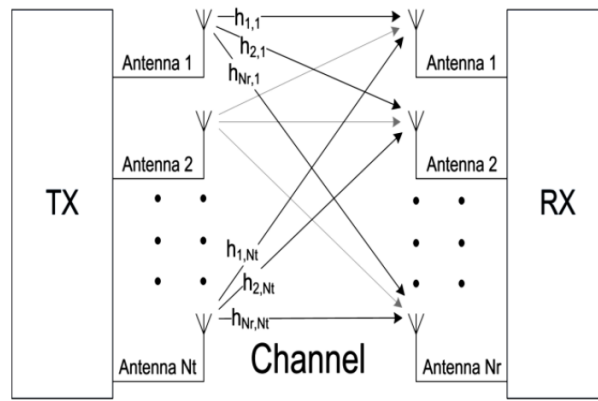 h1,1
h2,1
hNr,1
Antenna 1
Antenna 1
Antenna 2
Antenna 2
TX
RX
h1,Nt
h2,Nt
hNr,Nt
Channel
Antenna Nt
Antenna Nr